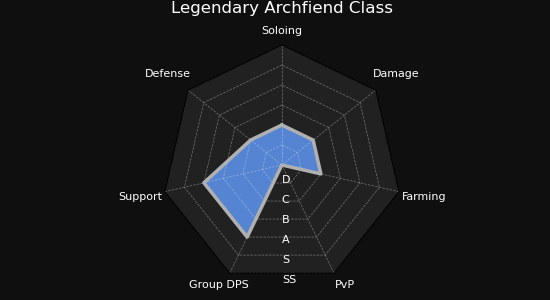 Legendary Archfiend Class
Soloing
Defense
Damage
Support
Farming
D
C
B
A
S
SS
Group DPS
PvP